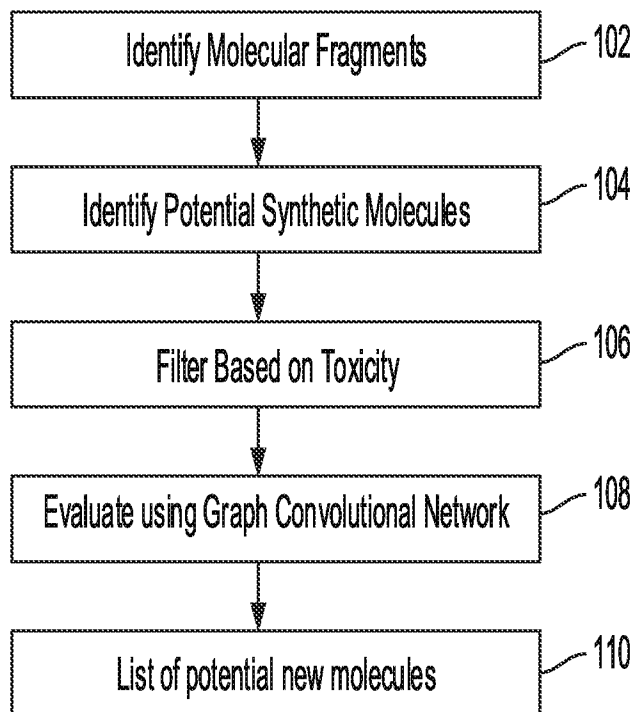 Identify Molecular Fragments
102
Identify Potential Synthetic Molecules
104
Filter Based on Toxicity
106
Evaluate using Graph Convolutional Network
108
List of potential new molecules
110